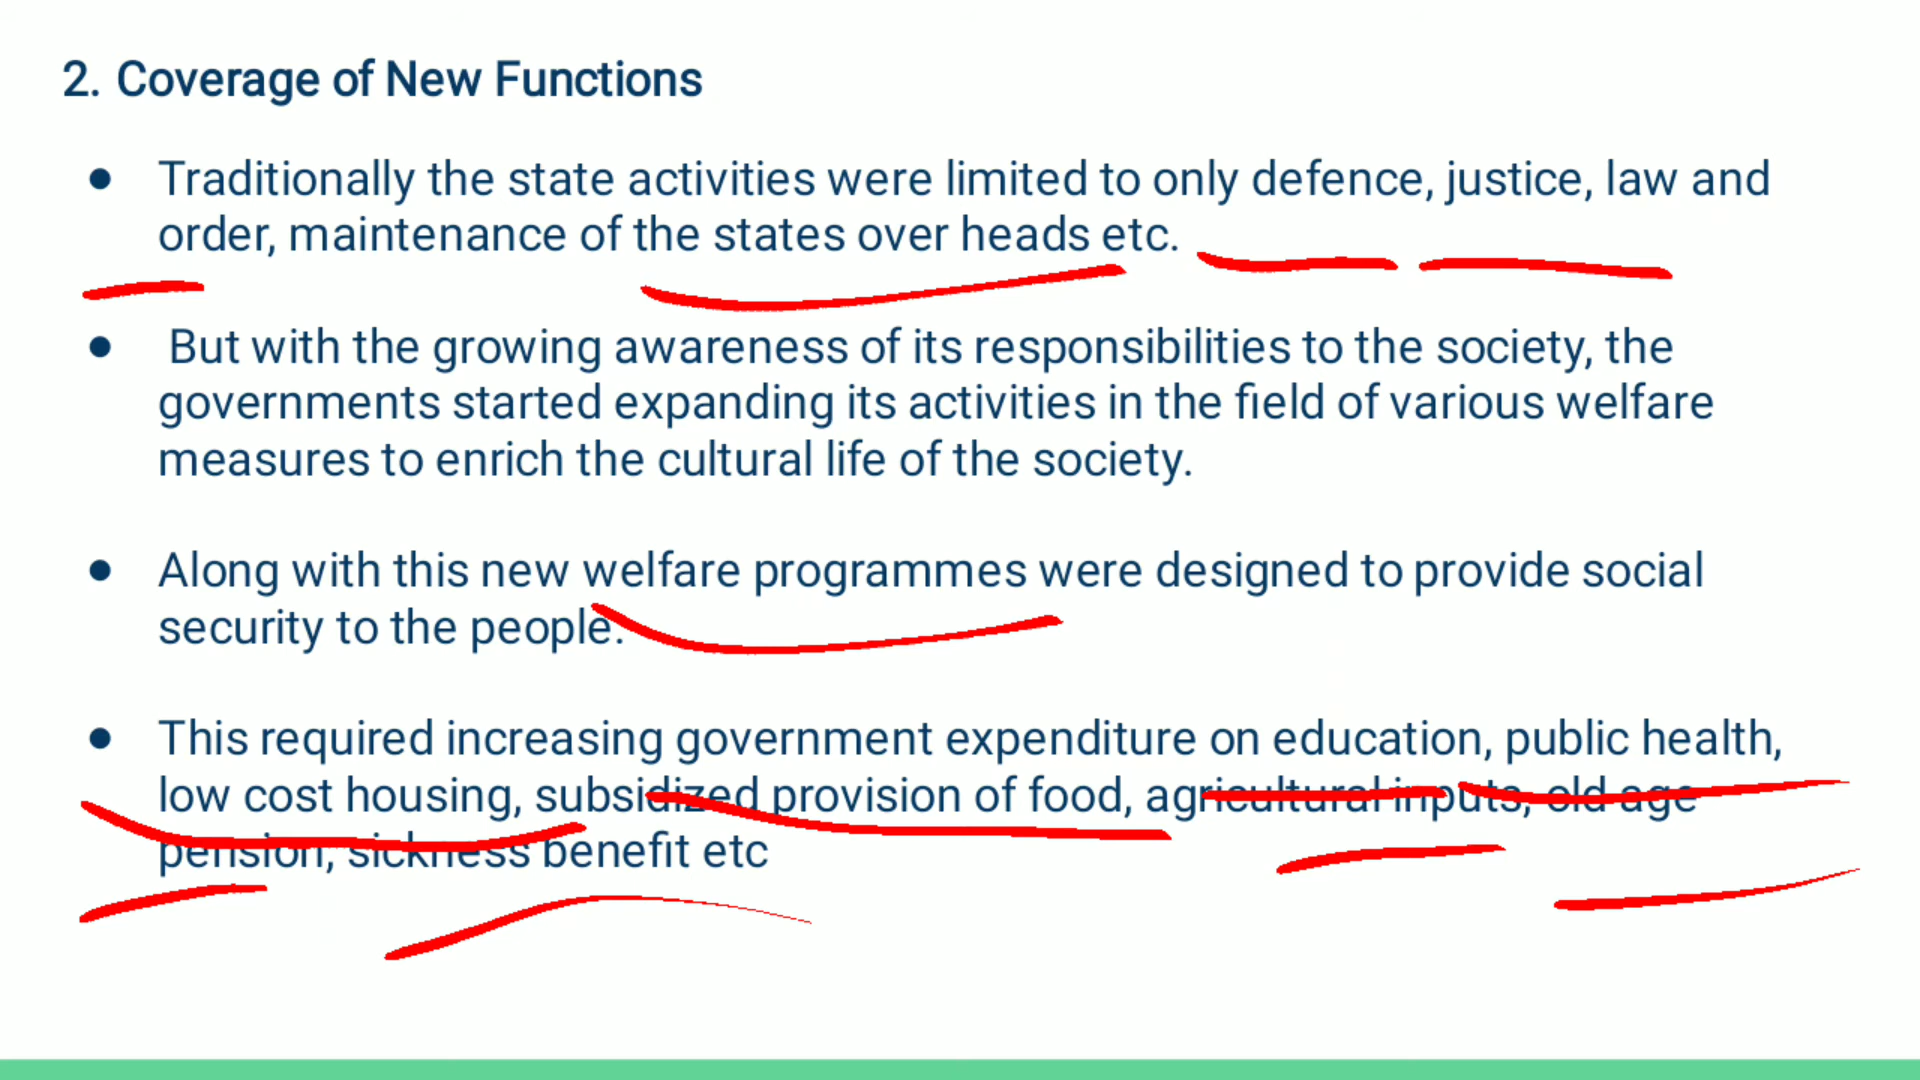 2. Coverage of New Functions
● Traditionally the state activities were limited to only defence, justice, law and
order, maintenance of the states over heads etc.
● But with the growing awareness of its responsibilities to the society, the
governments started expanding its activities in the field of various welfare
measures to enrich the cultural life of the society.
● Along with this new welfare programmes were designed to provide social
security to the people.
● This required increasing government expenditure on education, public health,
low cost housing, subsidized provision of food, agricultural inputs, old age
pension, sickness benefit etc